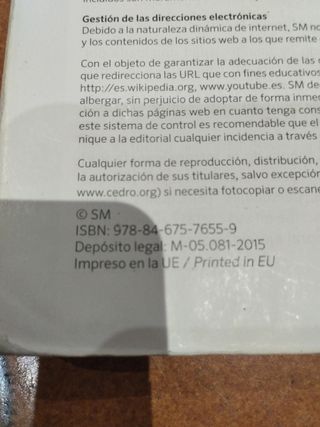 incluidos son
Gestión de las direcciones electrónicas
Debido a la naturaleza dinámica de internet, SM no
y los contenidos de los sitios web a los que remite
Con el objeto de garantizar la adecuación de las
que redirecciona las URL que con fines educativos
http://es.wikipedia.org, www.youtube.es. SM de
albergar, sin perjuicio de adoptar de forma inme
ción a dichas páginas web en cuanto tenga cons
este sistema de control es recomendable que el
nique a la editorial cualquier incidencia a través
Cualquier forma de reproducción, distribución,
la autorización de sus titulares, salvo excepción
www.cedro.org) si necesita fotocopiar o escane
© SM
ISBN: 978-84-675-7655-9
Depósito legal: M-05.081-2015
Impreso en la UE / Printed in EU